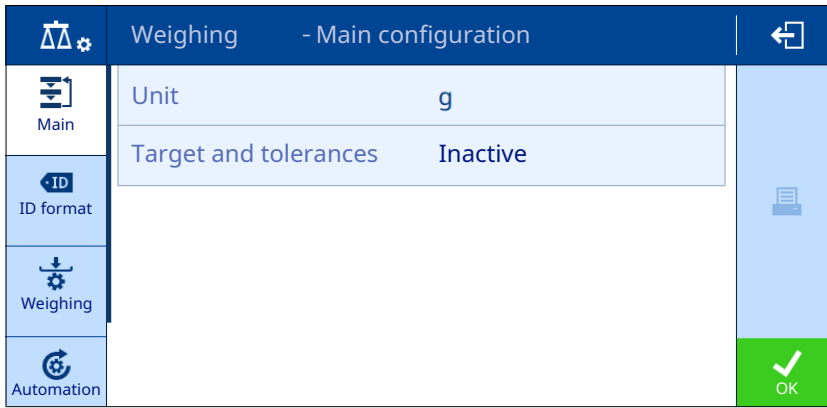 Weighing - Main configuration
Main
Unit g
Target and tolerances Inactive
ID
ID format
Weighing
Automation
OK